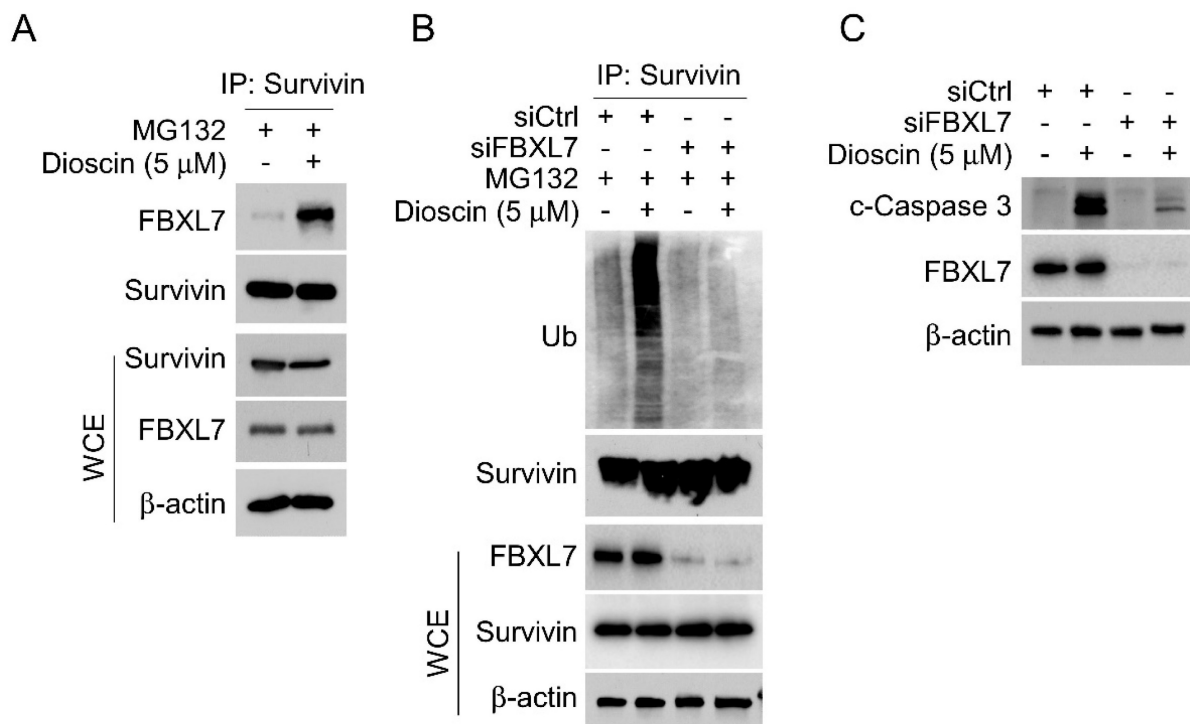 A
IP: Survivin
MG132 + +
Dioscin (5 μM) - +
FBXL7
Survivin
Survivin
FBXL7
β-actin
WCE
B
IP: Survivin
siCtrl + + - -
siFBXL7 - - + +
MG132 + + + +
Dioscin (5 μM) - + - +
Ub
Survivin
FBXL7
Survivin
β-actin
WCE
C
siCtrl + + - -
siFBXL7 - - + +
Dioscin (5 μM) - + - +
c-Caspase 3
FBXL7
β-actin